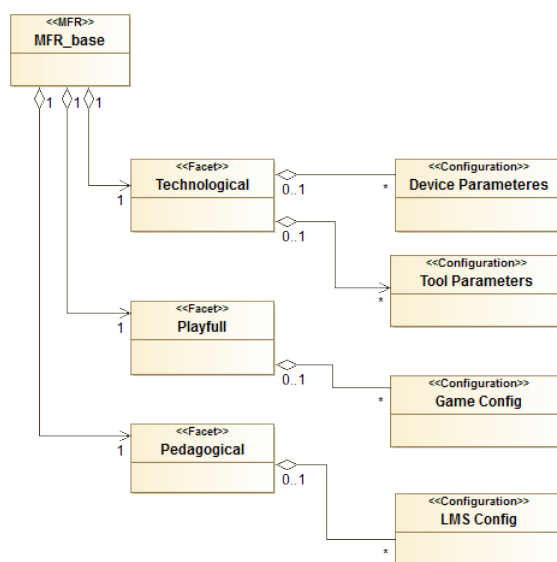 <<MFR>>
MFR_base
1 1 1
<<Facet>>
Technological
1
0..1
0..1
<<Configuration>>
Device Parameteres
*
<<Configuration>>
Tool Parameters
*
<<Facet>>
Playfull
1
0..1
<<Configuration>>
Game Config
*
<<Facet>>
Pedagogical
1
0..1
<<Configuration>>
LMS Config
*